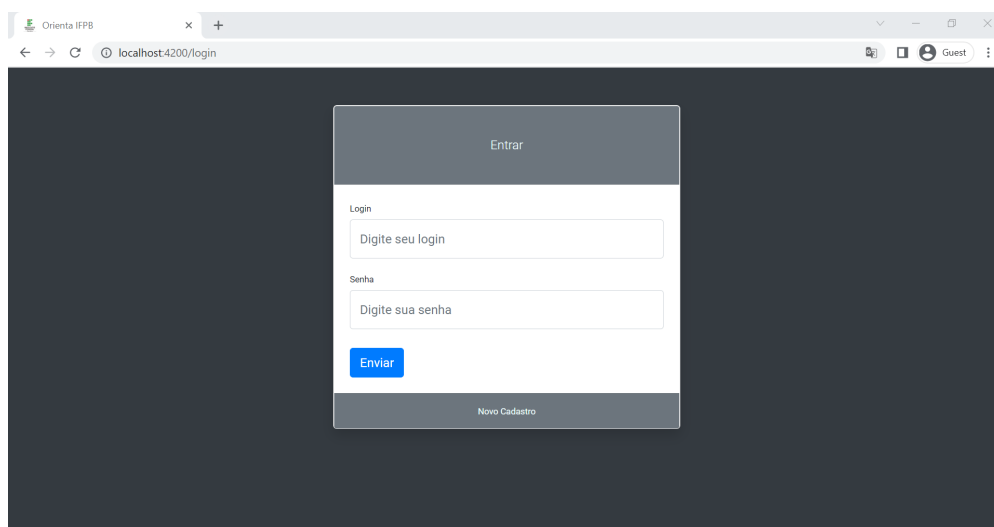 Orienta IFPB
localhost:4200/login
Guest
Entrar
Login
Digite seu login
Senha
Digite sua senha
Enviar
Novo Cadastro